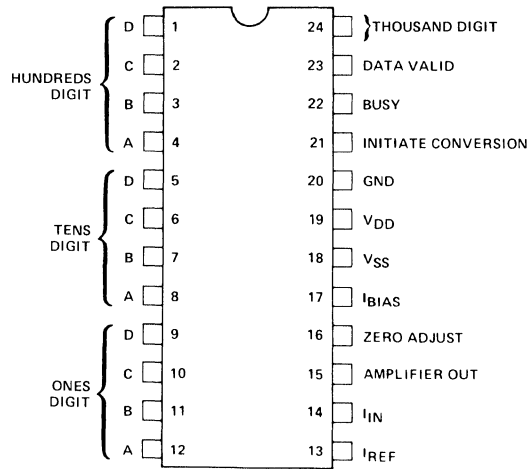 D 1 24 THOUSAND DIGIT
C 2 23 DATA VALID
HUNDREDS
DIGIT
B 3 22 BUSY
A 4 21 INITIATE CONVERSION
D 5 20 GND
C 6 19 VDD
TENS
DIGIT
B 7 18 VSS
A 8 17 IBIAS
D 9 16 ZERO ADJUST
C 10 15 AMPLIFIER OUT
ONES
DIGIT
B 11 14 IIN
A 12 13 IREF